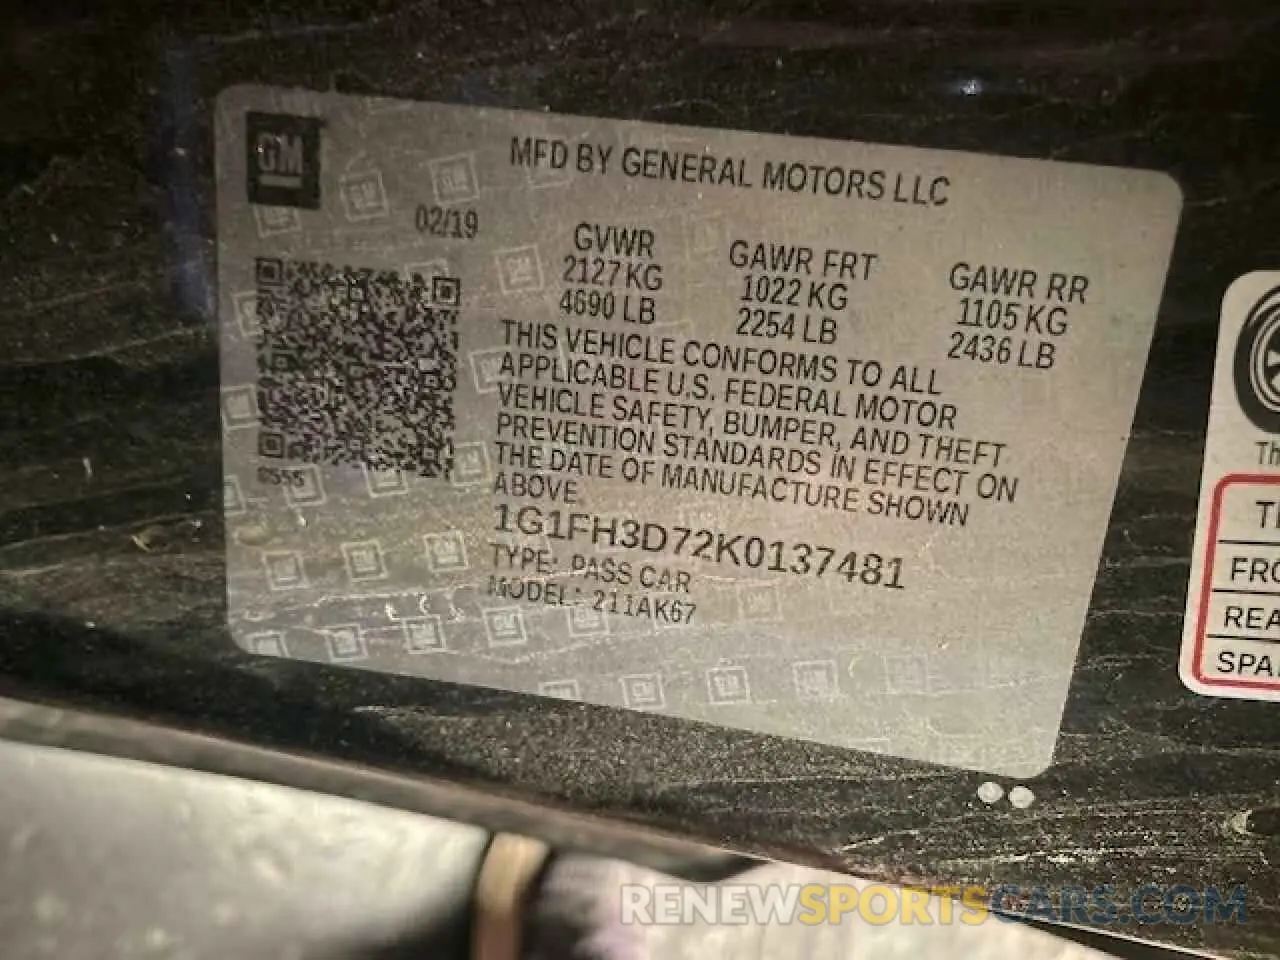 GM
MFD BY GENERAL MOTORS LLC
02/19
GVWR GAWR FRT GAWR RR
2127 KG 1022 KG 1105 KG
4690 LB 2254 LB 2436 LB
THIS VEHICLE CONFORMS TO ALL
APPLICABLE U.S. FEDERAL MOTOR
VEHICLE SAFETY, BUMPER, AND THEFT
PREVENTION STANDARDS IN EFFECT ON
THE DATE OF MANUFACTURE SHOWN
ABOVE.
1G1FH3D72K0137481
TYPE: PASS CAR
MODEL: 211AK67
RENEWSPORTSCARS.COM